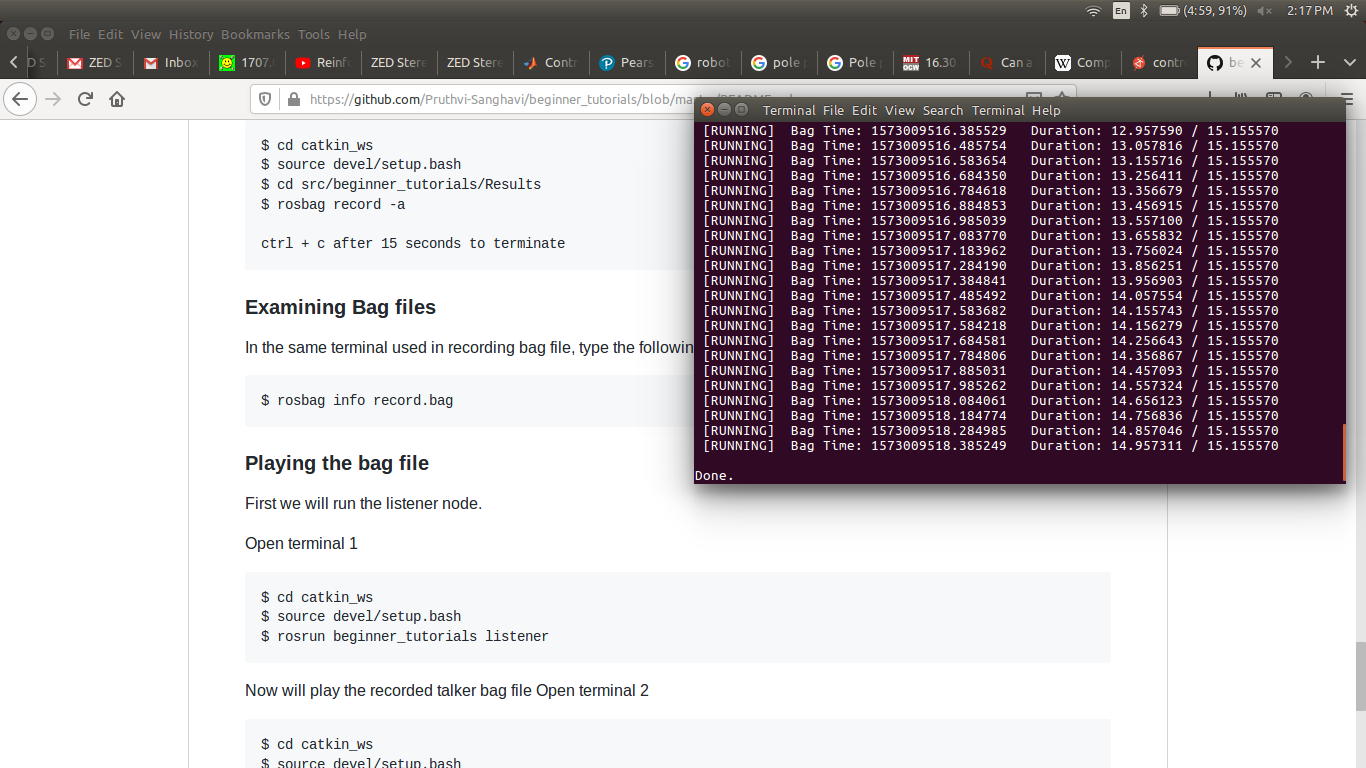 En (4:59, 91%) 2:17 PM
File Edit View History Bookmarks Tools Help
ZED S Inbox 1707. Reinf ZED Stere ZED Stere Contr Pears robot pole p Pole p MIT OCW 16.30 Q Can a W Comp contr be
https://github.com/Pruthvi-Sanghavi/beginner_tutorials/blob/ma
$ cd catkin_ws
$ source devel/setup.bash
$ cd src/beginner_tutorials/Results
$ rosbag record -a
ctrl + c after 15 seconds to terminate
Examining Bag files
In the same terminal used in recording bag file, type the followin
$ rosbag info record.bag
Playing the bag file
First we will run the listener node.
Open terminal 1
$ cd catkin_ws
$ source devel/setup.bash
$ rosrun beginner_tutorials listener
Now will play the recorded talker bag file Open terminal 2
$ cd catkin_ws
$ source devel/setup.bash
Terminal File Edit View Search Terminal Help
[RUNNING] Bag Time: 1573009516.385529 Duration: 12.957590 / 15.155570
[RUNNING] Bag Time: 1573009516.485754 Duration: 13.057816 / 15.155570
[RUNNING] Bag Time: 1573009516.583654 Duration: 13.155716 / 15.155570
[RUNNING] Bag Time: 1573009516.684350 Duration: 13.256411 / 15.155570
[RUNNING] Bag Time: 1573009516.784618 Duration: 13.356679 / 15.155570
[RUNNING] Bag Time: 1573009516.884853 Duration: 13.456915 / 15.155570
[RUNNING] Bag Time: 1573009516.985039 Duration: 13.557100 / 15.155570
[RUNNING] Bag Time: 1573009517.083770 Duration: 13.655832 / 15.155570
[RUNNING] Bag Time: 1573009517.183962 Duration: 13.756024 / 15.155570
[RUNNING] Bag Time: 1573009517.284190 Duration: 13.856251 / 15.155570
[RUNNING] Bag Time: 1573009517.384841 Duration: 13.956903 / 15.155570
[RUNNING] Bag Time: 1573009517.485492 Duration: 14.057554 / 15.155570
[RUNNING] Bag Time: 1573009517.583682 Duration: 14.155743 / 15.155570
[RUNNING] Bag Time: 1573009517.584218 Duration: 14.156279 / 15.155570
[RUNNING] Bag Time: 1573009517.684581 Duration: 14.256643 / 15.155570
[RUNNING] Bag Time: 1573009517.784806 Duration: 14.356867 / 15.155570
[RUNNING] Bag Time: 1573009517.885031 Duration: 14.457093 / 15.155570
[RUNNING] Bag Time: 1573009517.985262 Duration: 14.557324 / 15.155570
[RUNNING] Bag Time: 1573009518.084061 Duration: 14.656123 / 15.155570
[RUNNING] Bag Time: 1573009518.184774 Duration: 14.756836 / 15.155570
[RUNNING] Bag Time: 1573009518.284985 Duration: 14.857046 / 15.155570
[RUNNING] Bag Time: 1573009518.385249 Duration: 14.957311 / 15.155570
Done.